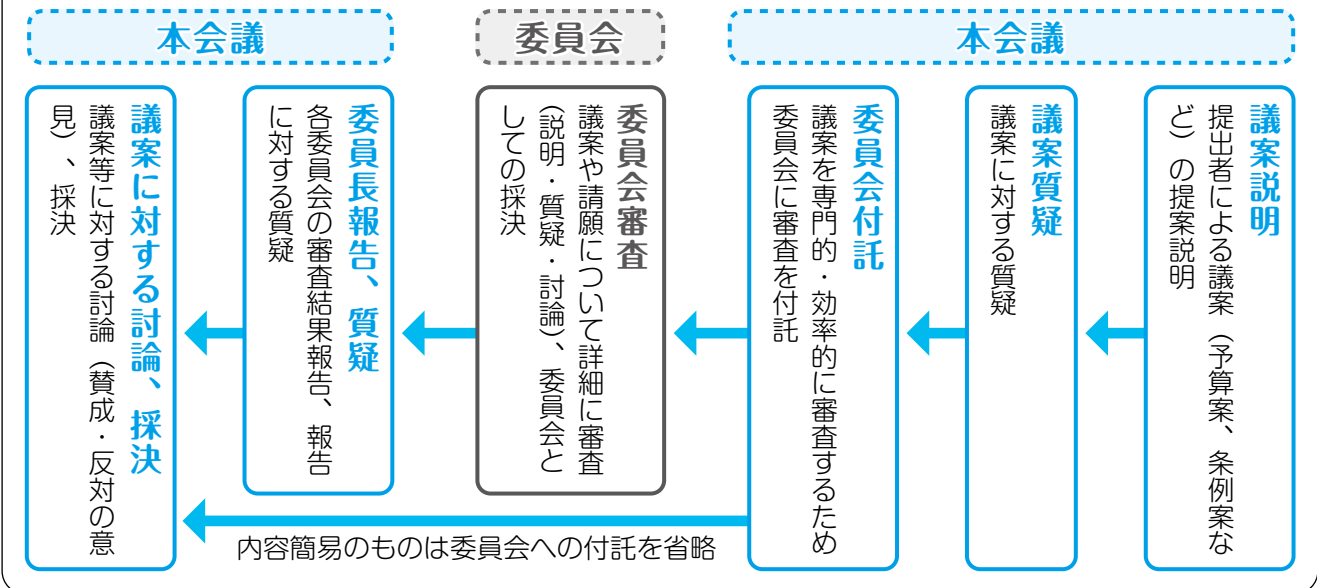 本会議
議案説明
提出者による議案（予算案、条例案な
ど）の提案説明
議案質疑
議案に対する質疑
委員会付託
議案を専門的・効率的に審査するため
委員会に審査を付託
委員会
委員会審査
議案や請願について詳細に審査
（説明・質疑・討論）、委員会と
しての採決
本会議
委員長報告、質疑
各委員会の審査結果報告、報告
に対する質疑
議案に対する討論、採決
議案等に対する討論（賛成・反対の意
見）、採決
内容簡易のものは委員会への付託を省略